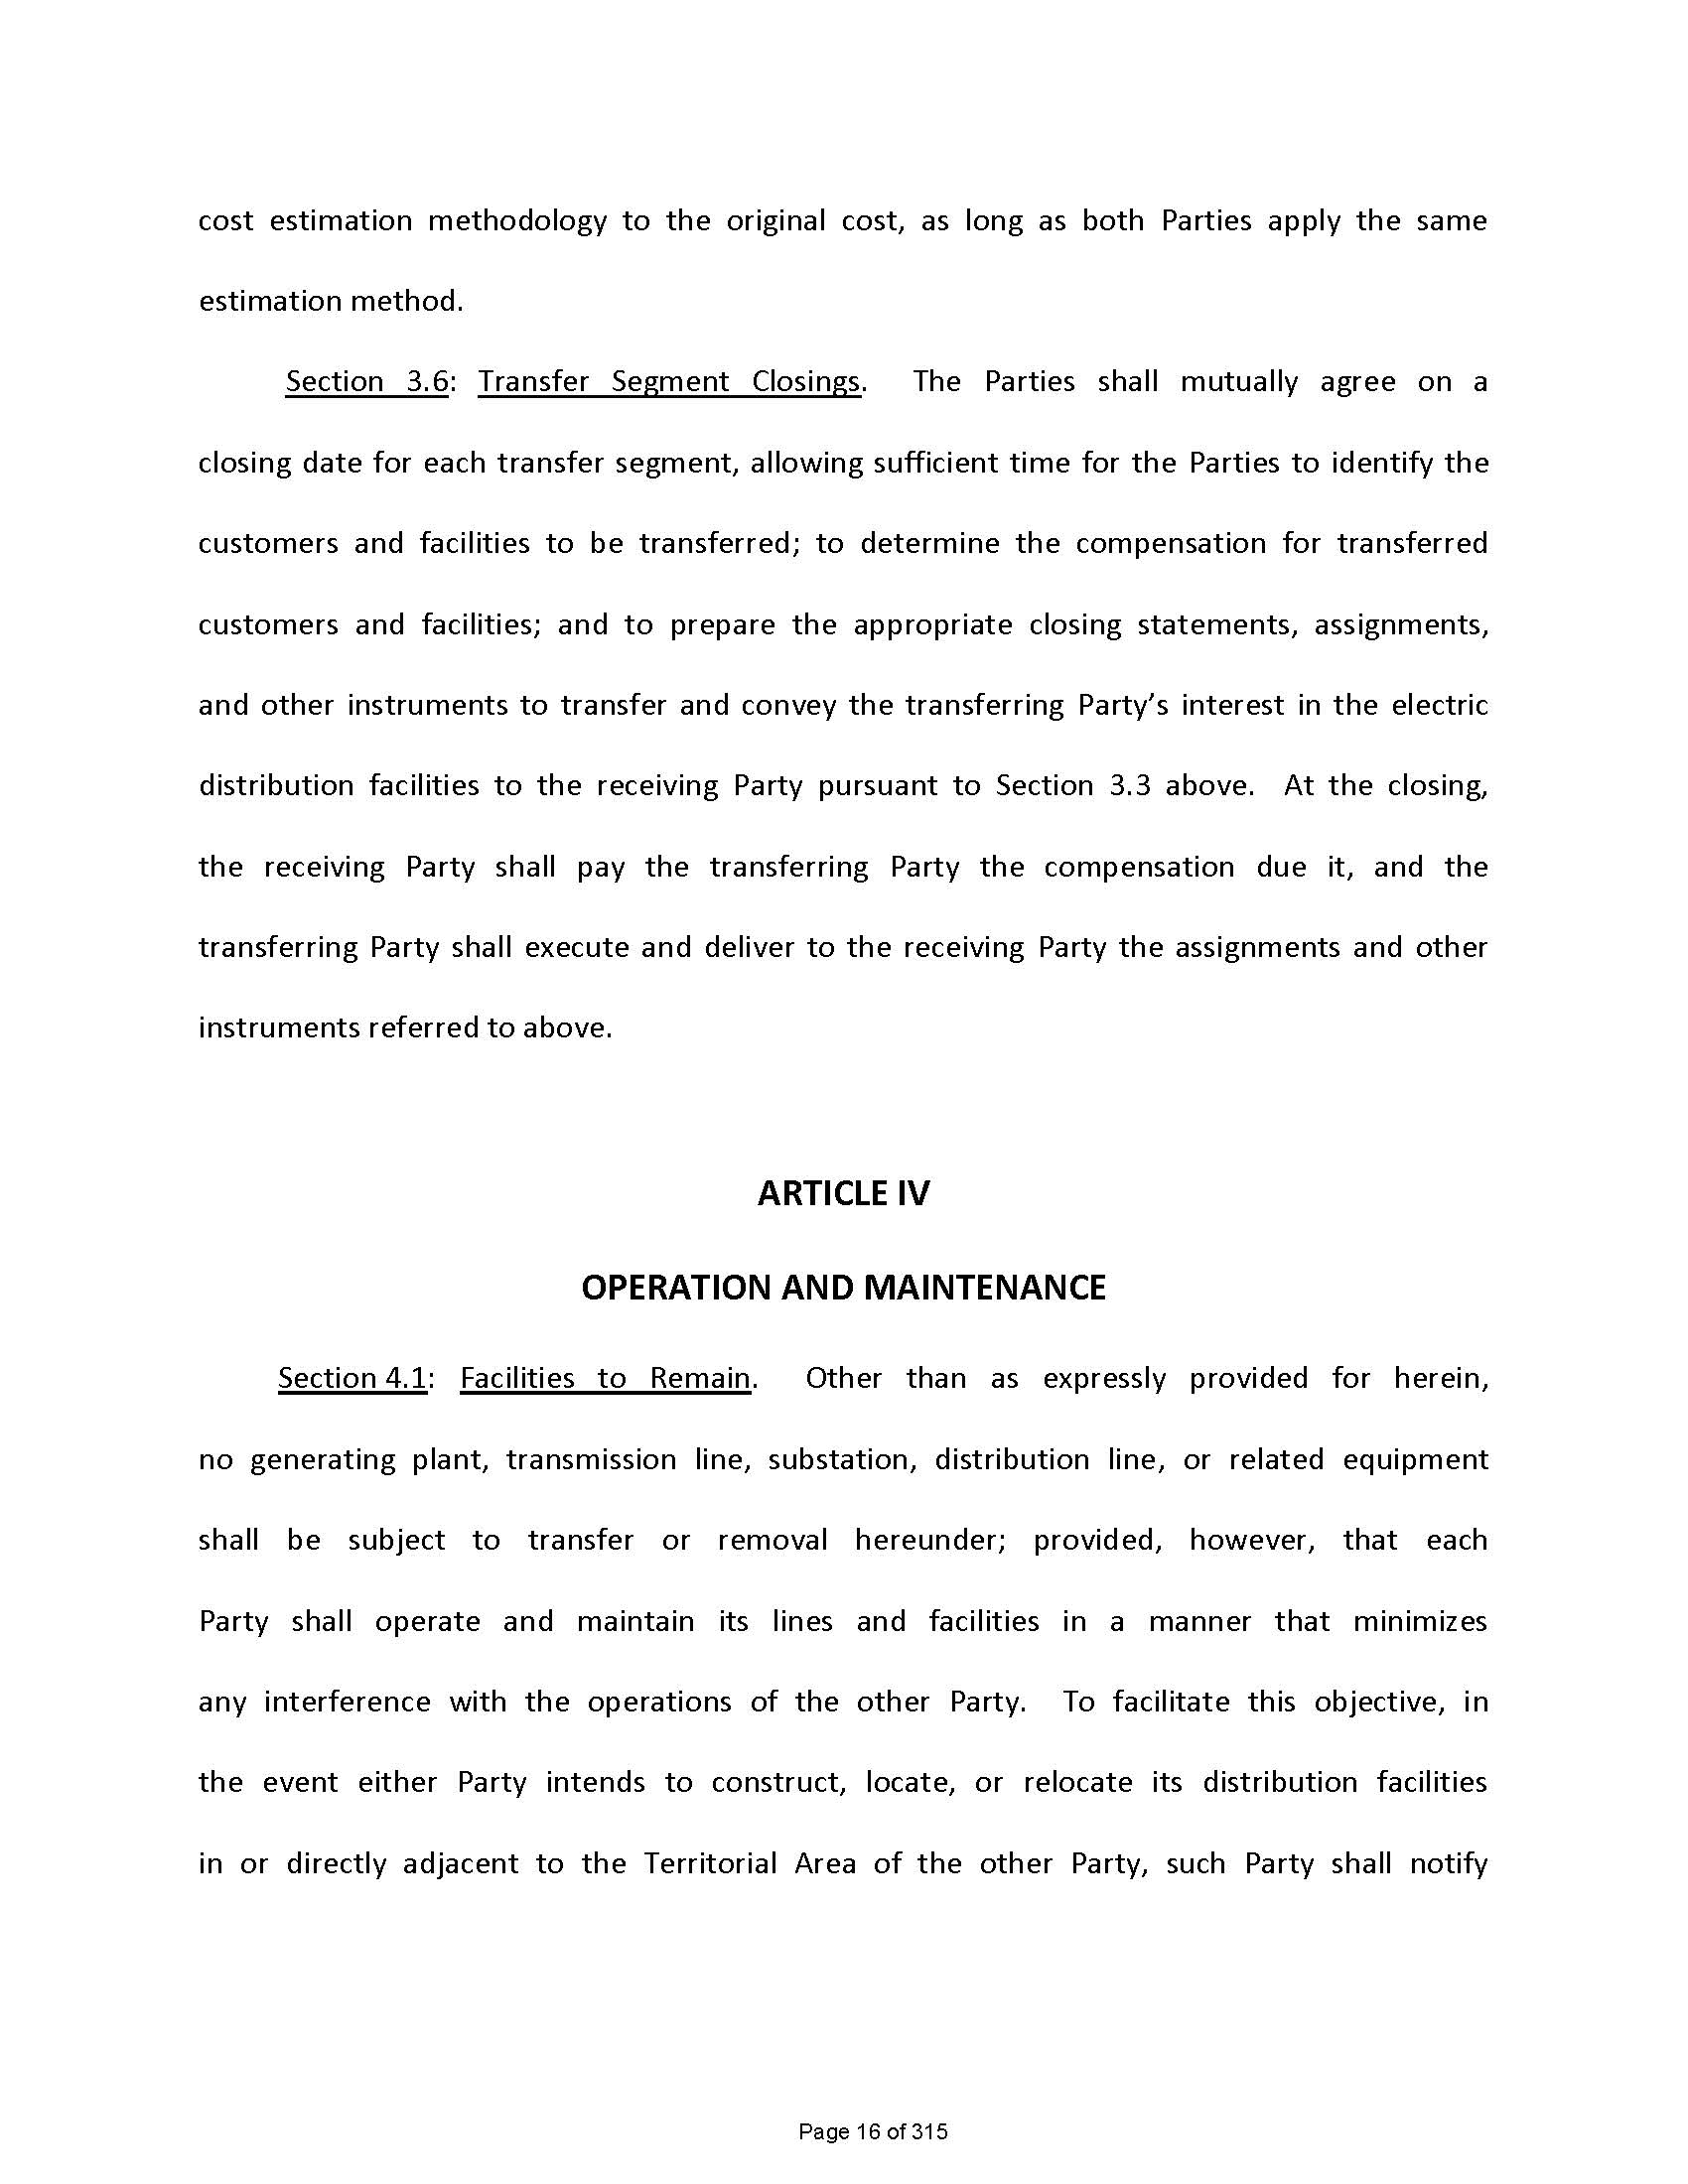 cost estimation methodology to the original cost, as long as both Parties apply the same
estimation method.
Section 3.6: Transfer Segment Closings. The Parties shall mutually agree on a
closing date for each transfer segment, allowing sufficient time for the Parties to identify the
customers and facilities to be transferred; to determine the compensation for transferred
customers and facilities; and to prepare the appropriate closing statements, assignments,
and other instruments to transfer and convey the transferring Party’s interest in the electric
distribution facilities to the receiving Party pursuant to Section 3.3 above. At the closing,
the receiving Party shall pay the transferring Party the compensation due it, and the
transferring Party shall execute and deliver to the receiving Party the assignments and other
instruments referred to above.
ARTICLE IV
OPERATION AND MAINTENANCE
Section 4.1: Facilities to Remain. Other than as expressly provided for herein,
no generating plant, transmission line, substation, distribution line, or related equipment
shall be subject to transfer or removal hereunder; provided, however, that each
Party shall operate and maintain its lines and facilities in a manner that minimizes
any interference with the operations of the other Party. To facilitate this objective, in
the event either Party intends to construct, locate, or relocate its distribution facilities
in or directly adjacent to the Territorial Area of the other Party, such Party shall notify
Page 16 of 315